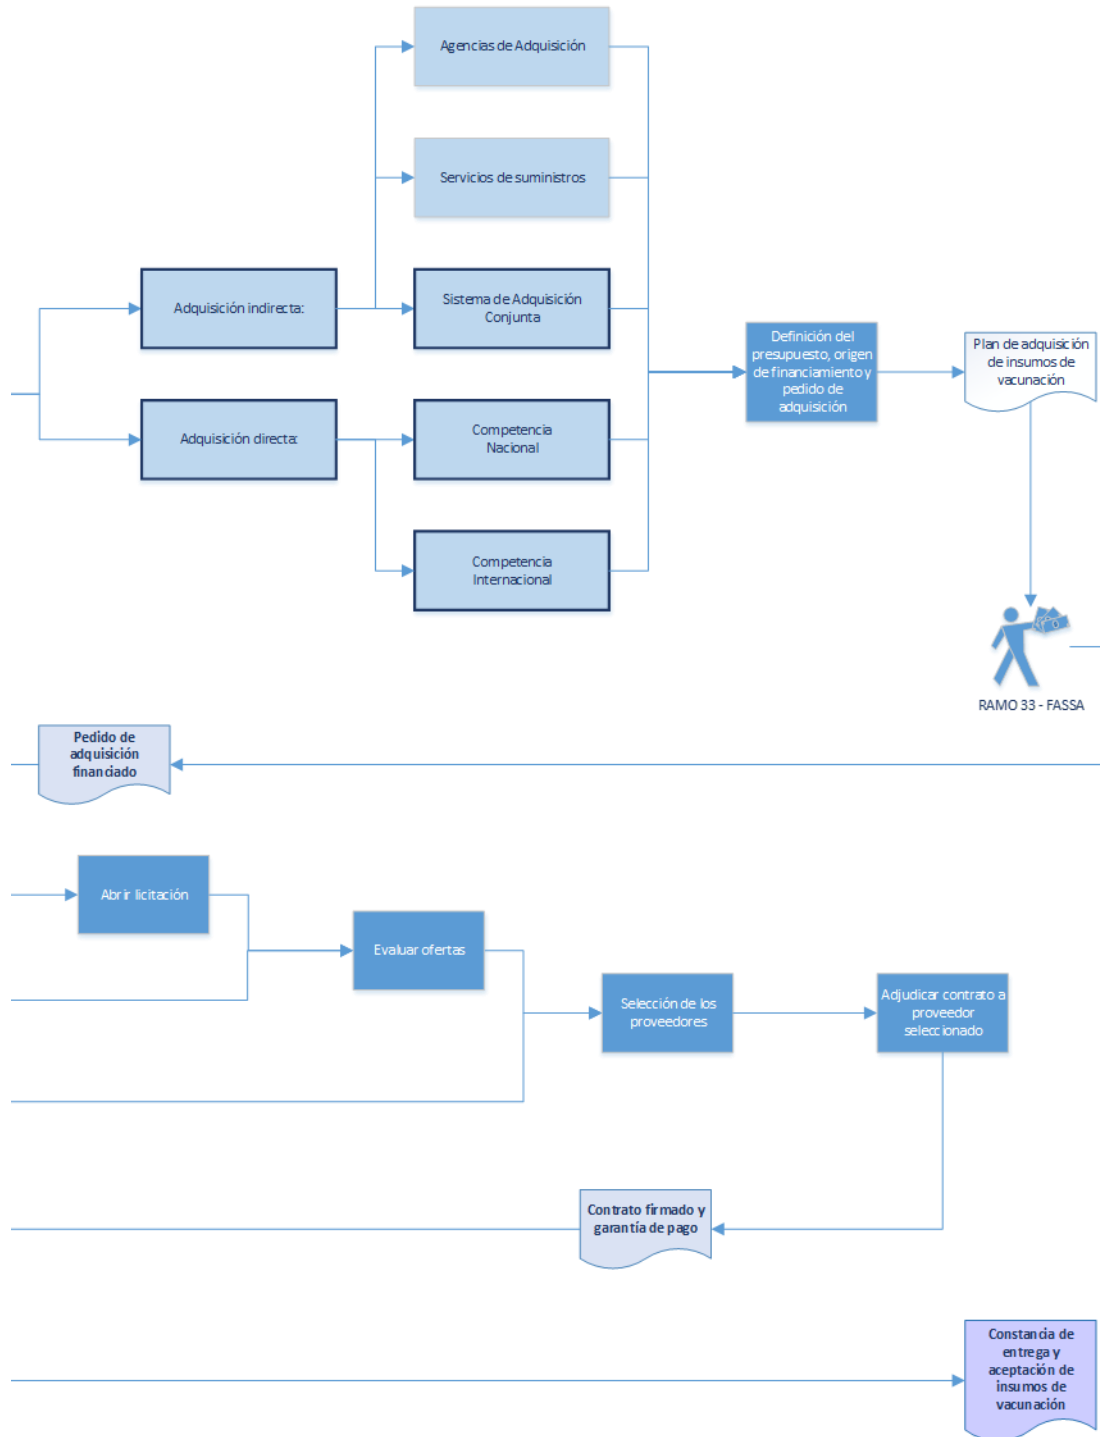 Agencias de Adquisición
Servicios de suministros
Adquisición indirecta:
Sistema de Adquisición
Conjunta
Definición del
presupuesto, origen
de financiamiento y
pedido de
adquisición
Plan de adquisición
de insumos de
vacunación
Adquisición directa:
Competencia
Nacional
Competencia
Internacional
RAMO 33 - FASSA
Pedido de
adquisición
financiado
Abrir licitación
Evaluar ofertas
Selección de los
proveedores
Adjudicar contrato a
proveedor
seleccionado
Contrato firmado y
garantía de pago
Constancia de
entrega y
aceptación de
insumos de
vacunación